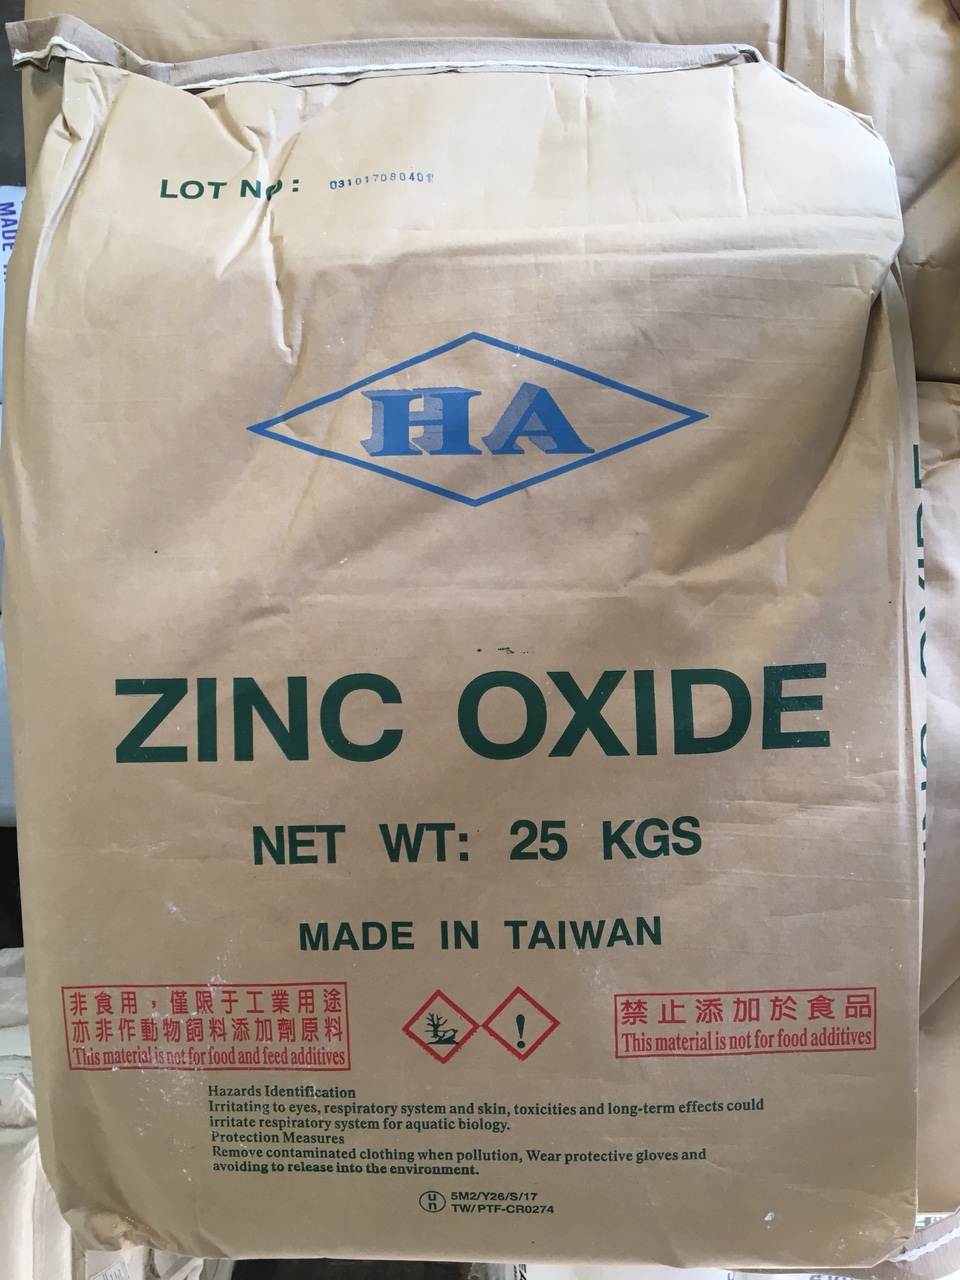 LOT NO: 031017080401
HA
ZINC OXIDE
NET WT: 25 KGS
MADE IN TAIWAN
非食用，僅限于工業用途
亦非作動物飼料添加劑原料
This material is not for food and feed additives
禁止添加於食品
This material is not for food additives
Hazards Identification
Irritating to eyes, respiratory system and skin, toxicities and long-term effects could
irritate respiratory system for aquatic biology.
Protection Measures
Remove contaminated clothing when pollution, Wear protective gloves and
avoiding to release into the environment.
un 5M2/Y26/S/17
TW/PTF-CR0274
MADE
ZINC OXIDE